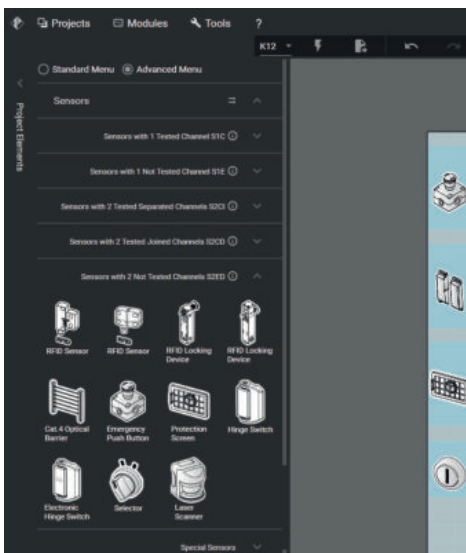 Projects Modules Tools ?
K12
Standard Menu Advanced Menu
Project Elements
Sensors
Sensors with 1 Tested Channel S1C
Sensors with 1 Not Tested Channel S1E
Sensors with 2 Tested Separated Channels S2CI
Sensors with 2 Tested Joined Channels S2CD
Sensors with 2 Not Tested Channels S2ED
RFID Sensor RFID Sensor RFID Locking RFID Locking
Device Device
Cat.4 Optical Emergency Protection Hinge Switch
Barrier Push Button Screen
Electronic Selector Laser
Hinge Switch Scanner
Special Sensors